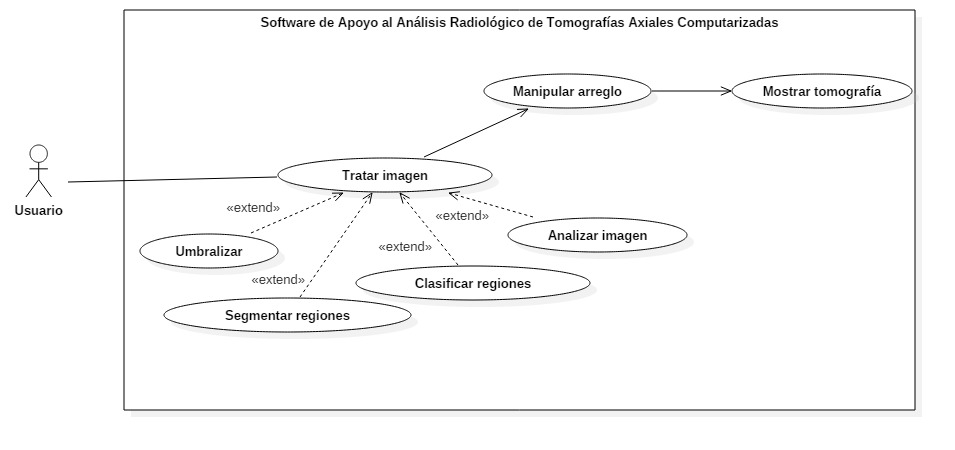 Software de Apoyo al Análisis Radiológico de Tomografías Axiales Computarizadas
Manipular arreglo
Mostrar tomografía
Tratar imagen
Usuario
«extend»
«extend»
Umbralizar
Analizar imagen
«extend»
«extend»
Clasificar regiones
Segmentar regiones